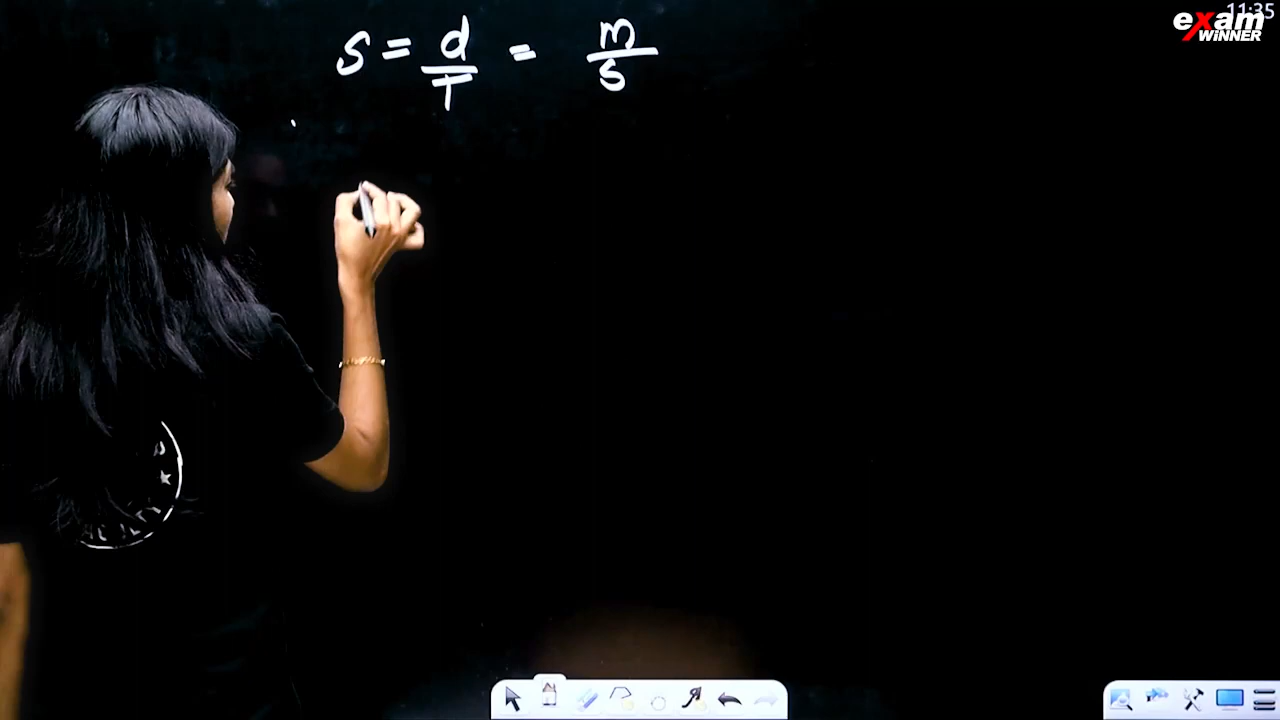 11:35
exam
WiNNER
S = d/T = m/s